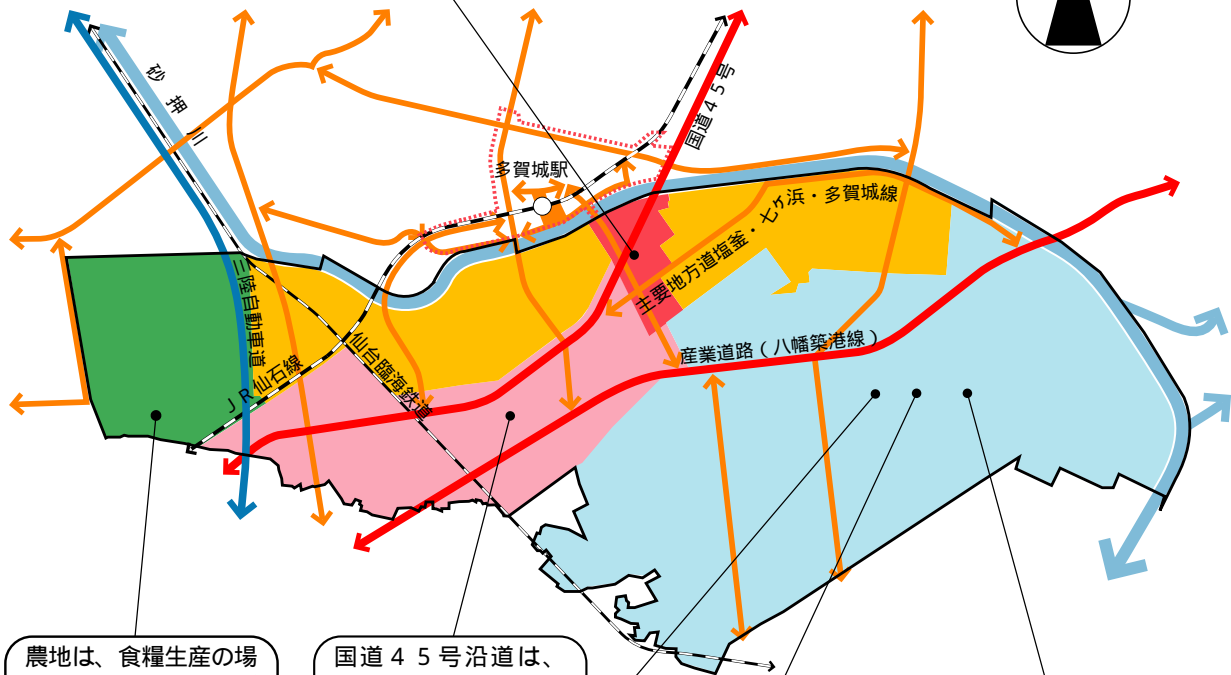 砂押川
国道45号
多賀城駅
主要地方道塩釜・七ヶ浜・多賀城線
三陸自動車道
仙台臨海鉄道
JR仙石線
産業道路(八幡築港線)
農地は、食糧生産の場
国道45号沿道は、